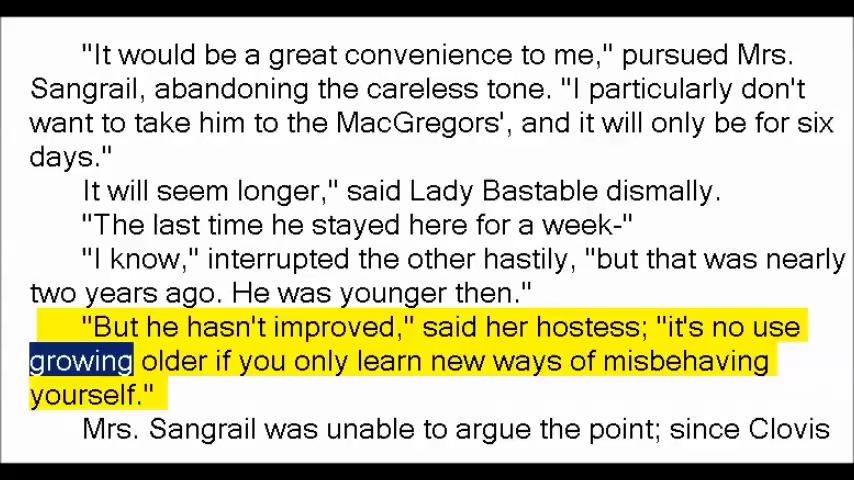 "It would be a great convenience to me," pursued Mrs.
Sangrail, abandoning the careless tone. "I particularly don't
want to take him to the MacGregors', and it will only be for six
days."
It will seem longer," said Lady Bastable dismally.
"The last time he stayed here for a week-"
"I know," interrupted the other hastily, "but that was nearly
two years ago. He was younger then."
"But he hasn't improved," said her hostess; "it's no use
growing older if you only learn new ways of misbehaving
yourself."
Mrs. Sangrail was unable to argue the point; since Clovis